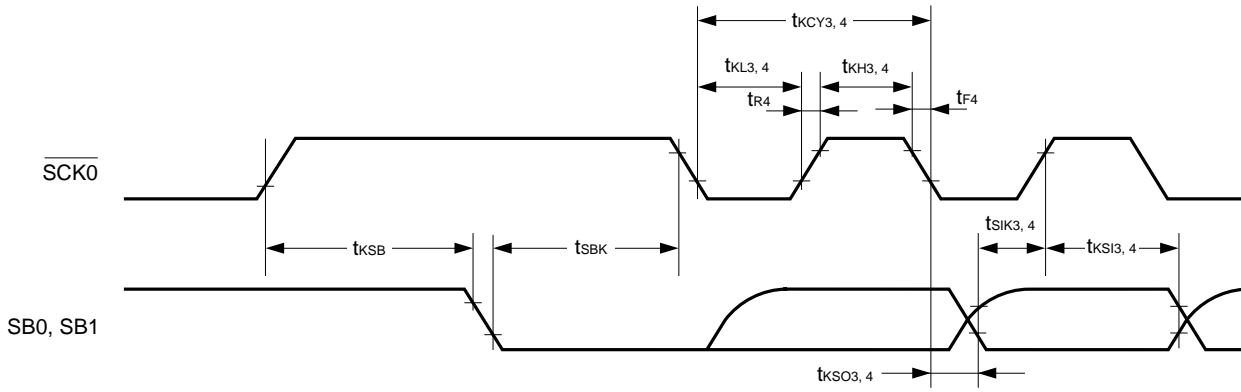 tKCY3, 4
tKL3, 4
tKH3, 4
tR4
tF4
SCK0
tSIK3, 4
tKSB
tSBK
tKSI3, 4
SB0, SB1
tKSO3, 4